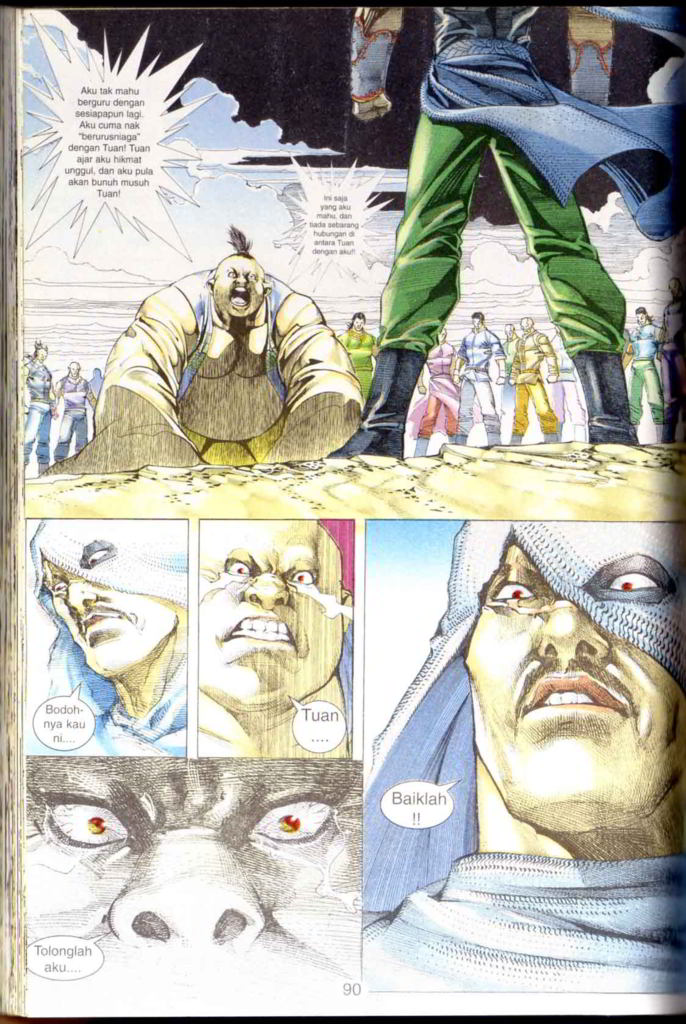 Aku tak mahu
berguru dengan
sesiapapun lagi.
Aku cuma nak
"berurusniaga"
dengan Tuan! Tuan
ajar aku hikmat
unggul, dan aku pula
akan bunuh musuh
Tuan!
Ini saja
yang aku
mahu, dan
tiada sebarang
hubungan di
antara Tuan
dengan aku!!
Bodoh-
nya kau
ni....
Tuan
....
Tolonglah
aku....
Baiklah
!!
90